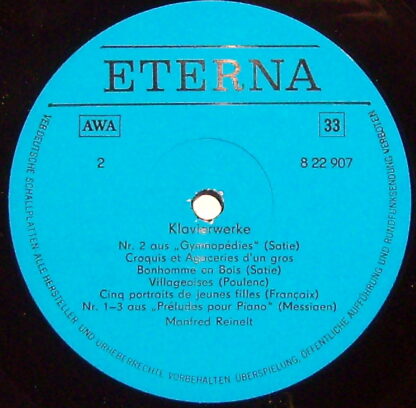 ETERNA
AWA
33
2
8 22 907
Klavierwerke
Nr. 2 aus „Gymnopédies“ (Satie)
Croquis et Agaceries d'un gros
Bonhomme en Bois (Satie)
Villageoises (Poulenc)
Cinq portraits de jeunes filles (Françaix)
Nr. 1–3 aus „Préludes pour Piano“ (Messiaen)
Manfred Reinelt
VEB DEUTSCHE SCHALLPLATTEN ALLE HERSTELLER UND URHEBERRECHTE VORBEHALTEN ÜBERSPIELUNG, ÖFFENTLICHE AUFFÜHRUNG UND RUNDFUNKSENDUNG VERBOTEN